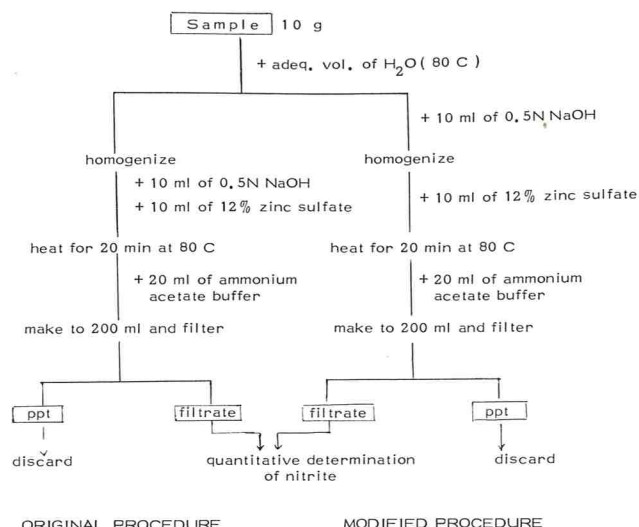 Sample 10 g
+ adeq. vol. of H2O ( 80 C )
+ 10 ml of 0.5N NaOH
homogenize
+ 10 ml of 0.5N NaOH
+ 10 ml of 12% zinc sulfate
heat for 20 min at 80 C
+ 20 ml of ammonium
acetate buffer
make to 200 ml and filter
ppt
filtrate
discard
homogenize
+ 10 ml of 12% zinc sulfate
heat for 20 min at 80 C
+ 20 ml of ammonium
acetate buffer
make to 200 ml and filter
filtrate
ppt
discard
quantitative determination
of nitrite
ORIGINAL PROCEDURE
MODIFIED PROCEDURE